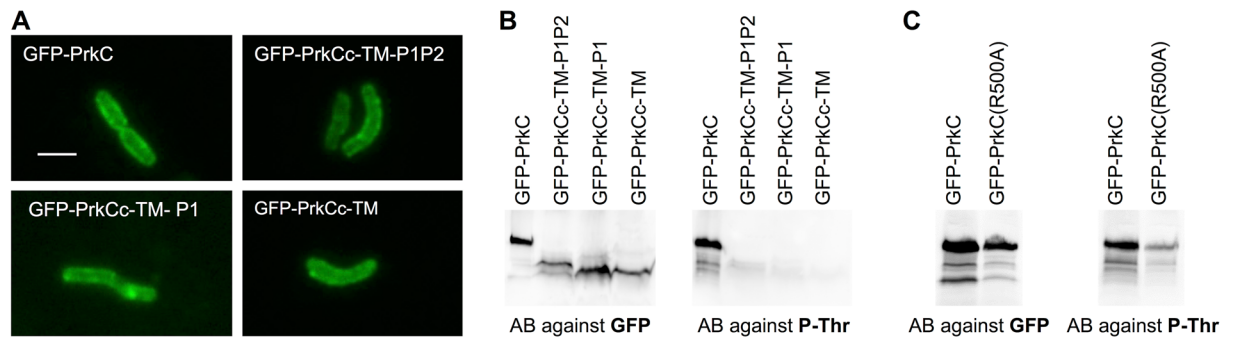 A
GFP-PrkC
GFP-PrkCc-TM-P1P2
GFP-PrkCc-TM- P1
GFP-PrkCc-TM
B
GFP-PrkC
GFP-PrkCc-TM-P1P2
GFP-PrkCc-TM-P1
GFP-PrkCc-TM
AB against GFP
GFP-PrkC
GFP-PrkCc-TM-P1P2
GFP-PrkCc-TM-P1
GFP-PrkCc-TM
AB against P-Thr
C
GFP-PrkC
GFP-PrkC(R500A)
AB against GFP
GFP-PrkC
GFP-PrkC(R500A)
AB against P-Thr